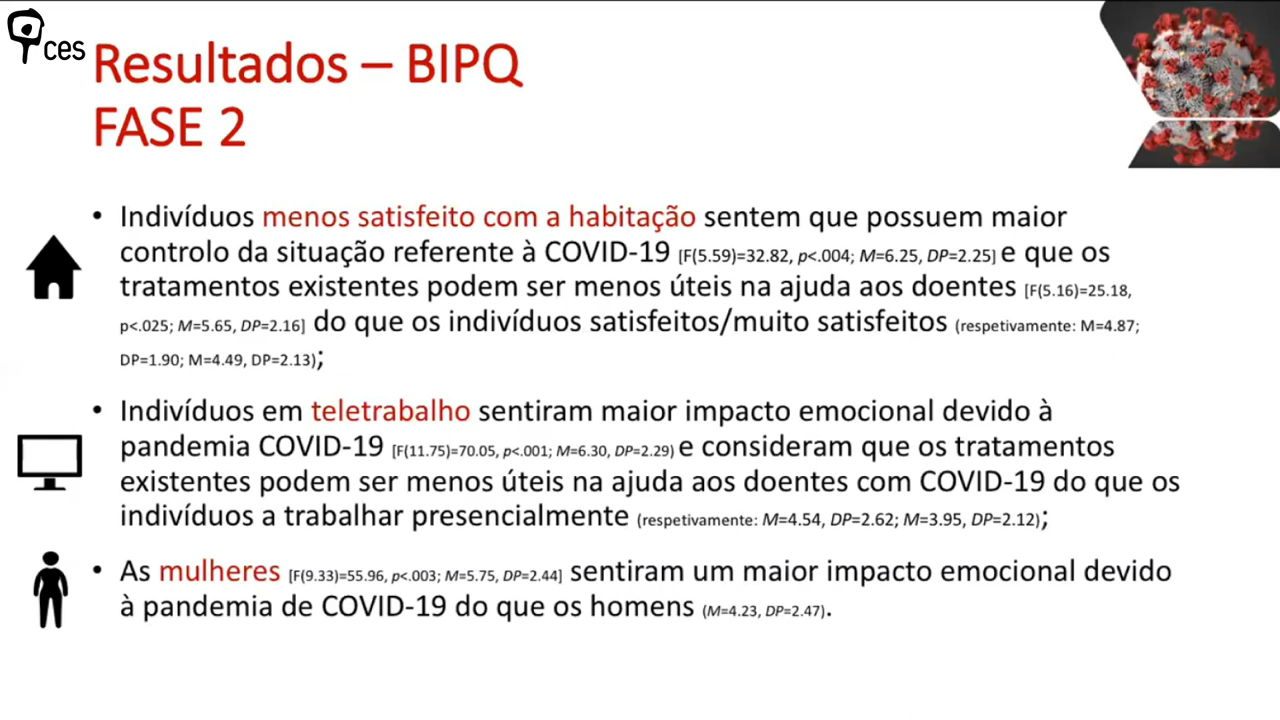 ces
Resultados – BIPQ
FASE 2
• Indivíduos menos satisfeito com a habitação sentem que possuem maior
controlo da situação referente à COVID-19 [F(5.59)=32.82, p<.004; M=6.25, DP=2.25] e que os
tratamentos existentes podem ser menos úteis na ajuda aos doentes [F(5.16)=25.18,
p<.025; M=5.65, DP=2.16] do que os indivíduos satisfeitos/muito satisfeitos (respetivamente: M=4.87;
DP=1.90; M=4.49, DP=2.13);
• Indivíduos em teletrabalho sentiram maior impacto emocional devido à
pandemia COVID-19 [F(11.75)=70.05, p<.001; M=6.30, DP=2.29) e consideram que os tratamentos
existentes podem ser menos úteis na ajuda aos doentes com COVID-19 do que os
indivíduos a trabalhar presencialmente (respetivamente: M=4.54, DP=2.62; M=3.95, DP=2.12);
• As mulheres [F(9.33)=55.96, p<.003; M=5.75, DP=2.44] sentiram um maior impacto emocional devido
à pandemia de COVID-19 do que os homens (M=4.23, DP=2.47).